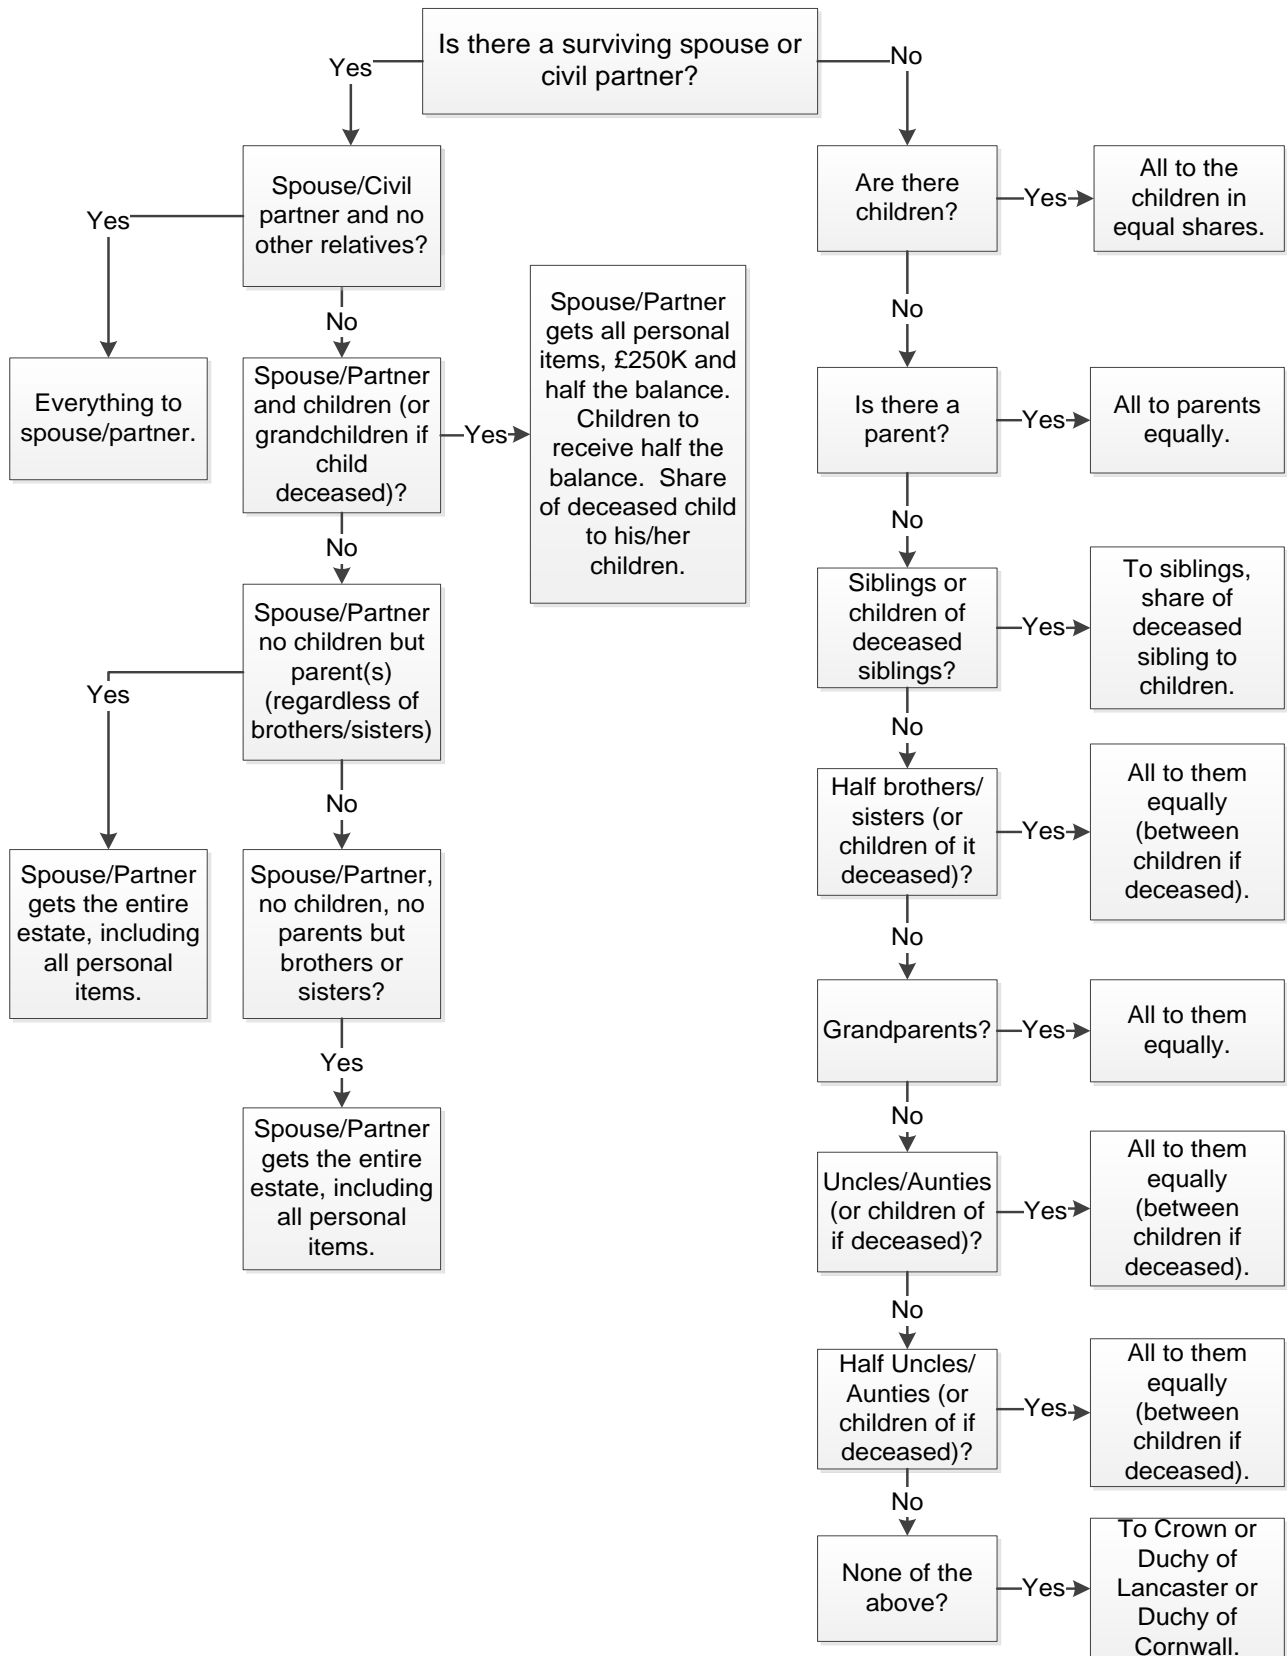 Is there a surviving spouse or
civil partner?
Yes
No
Spouse/Civil
partner and no
other relatives?
Yes
No
Everything to
spouse/partner.
Spouse/Partner
and children (or
grandchildren if
child
deceased)?
Yes
Spouse/Partner
gets all personal
items, £250K and
half the balance.
Children to
receive half the
balance.  Share
of deceased child
to his/her
children.
No
Spouse/Partner
no children but
parent(s)
(regardless of
brothers/sisters)
Yes
No
Spouse/Partner
gets the entire
estate, including
all personal
items.
Spouse/Partner,
no children, no
parents but
brothers or
sisters?
Yes
Spouse/Partner
gets the entire
estate, including
all personal
items.
Are there
children?
Yes
All to the
children in
equal shares.
No
Is there a
parent?
Yes
All to parents
equally.
No
Siblings or
children of
deceased
siblings?
Yes
To siblings,
share of
deceased
sibling to
children.
No
Half brothers/
sisters (or
children of it
deceased)?
Yes
All to them
equally
(between
children if
deceased).
No
Grandparents?
Yes
All to them
equally.
No
Uncles/Aunties
(or children of
if deceased)?
Yes
All to them
equally
(between
children if
deceased).
No
Half Uncles/
Aunties (or
children of if
deceased)?
Yes
All to them
equally
(between
children if
deceased).
No
None of the
above?
Yes
To Crown or
Duchy of
Lancaster or
Duchy of
Cornwall.